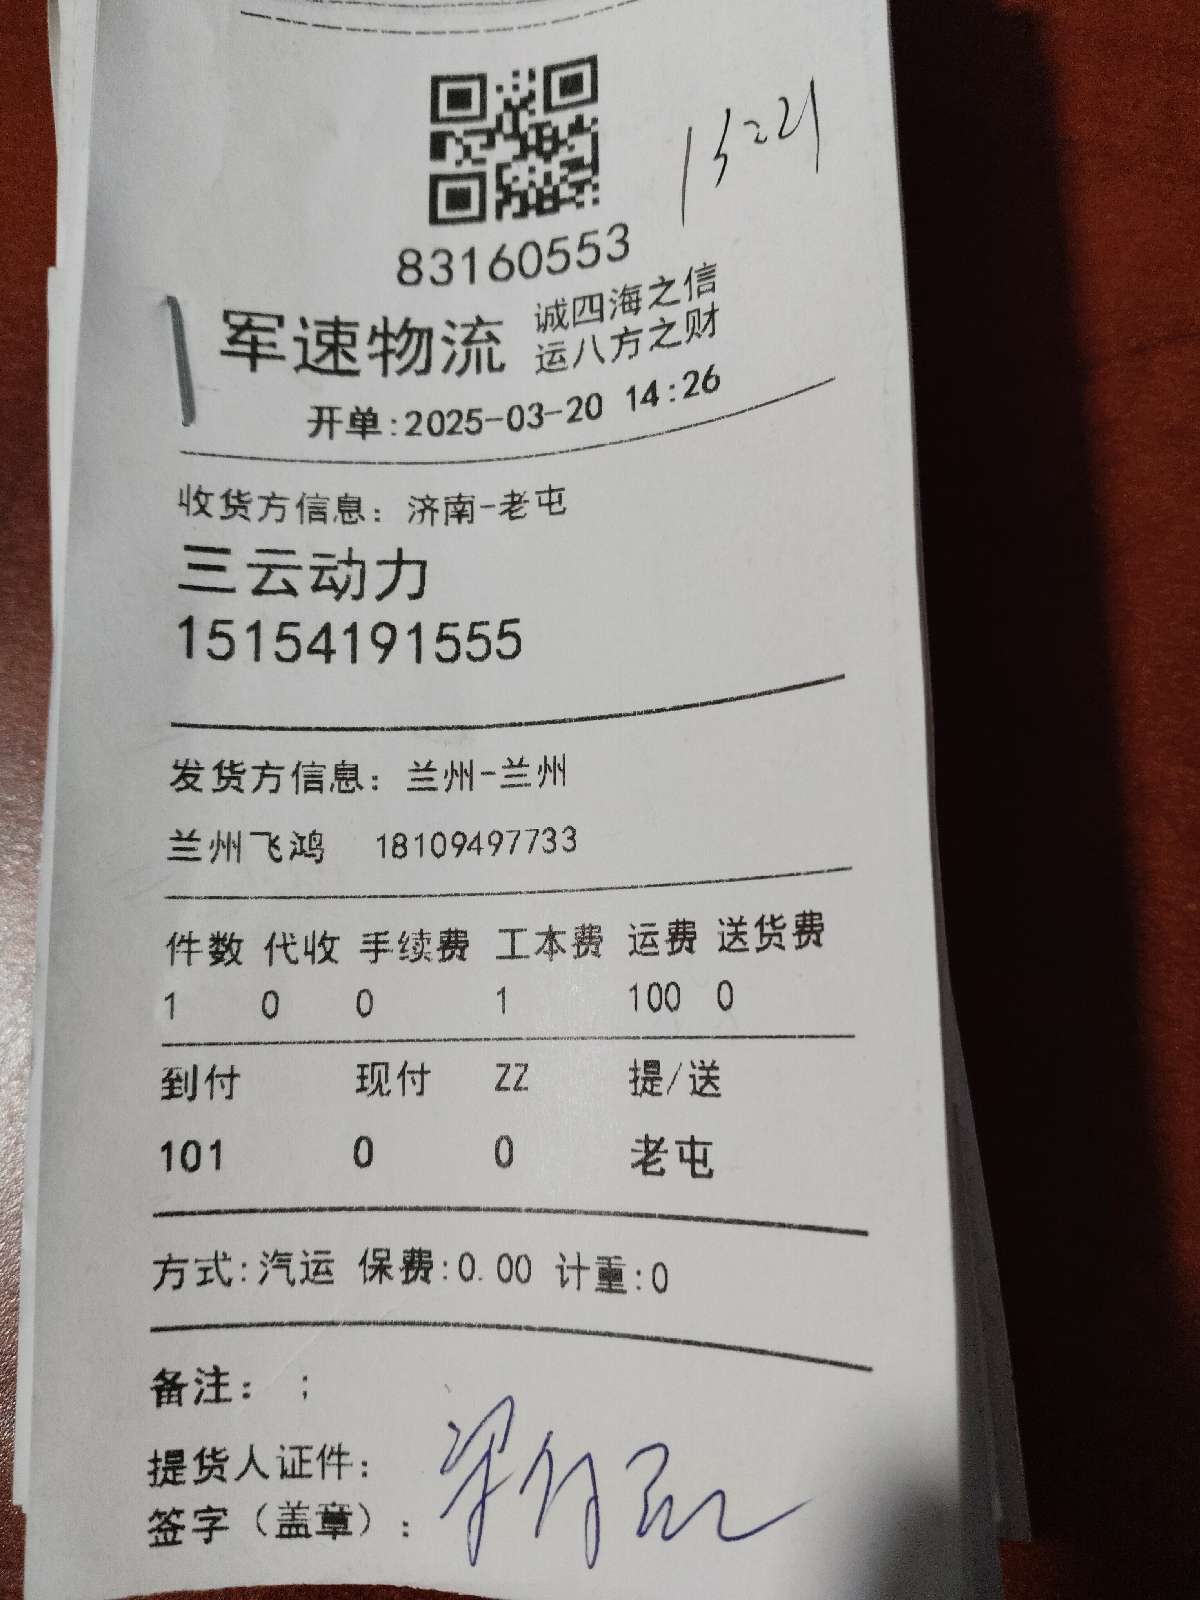 83160553
军速物流 诚四海之信
运八方之财
开单:2025-03-20 14:26
收货方信息: 济南-老屯
三云动力
15154191555
发货方信息: 兰州-兰州
兰州飞鸿 18109497733
件数 代收 手续费 工本费 运费 送货费
1 0 0 1 100 0
到付 现付 ZZ 提/送
101 0 0 老屯
方式:汽运 保费:0.00 计重:0
备注: ;
提货人证件:
签字（盖章）: